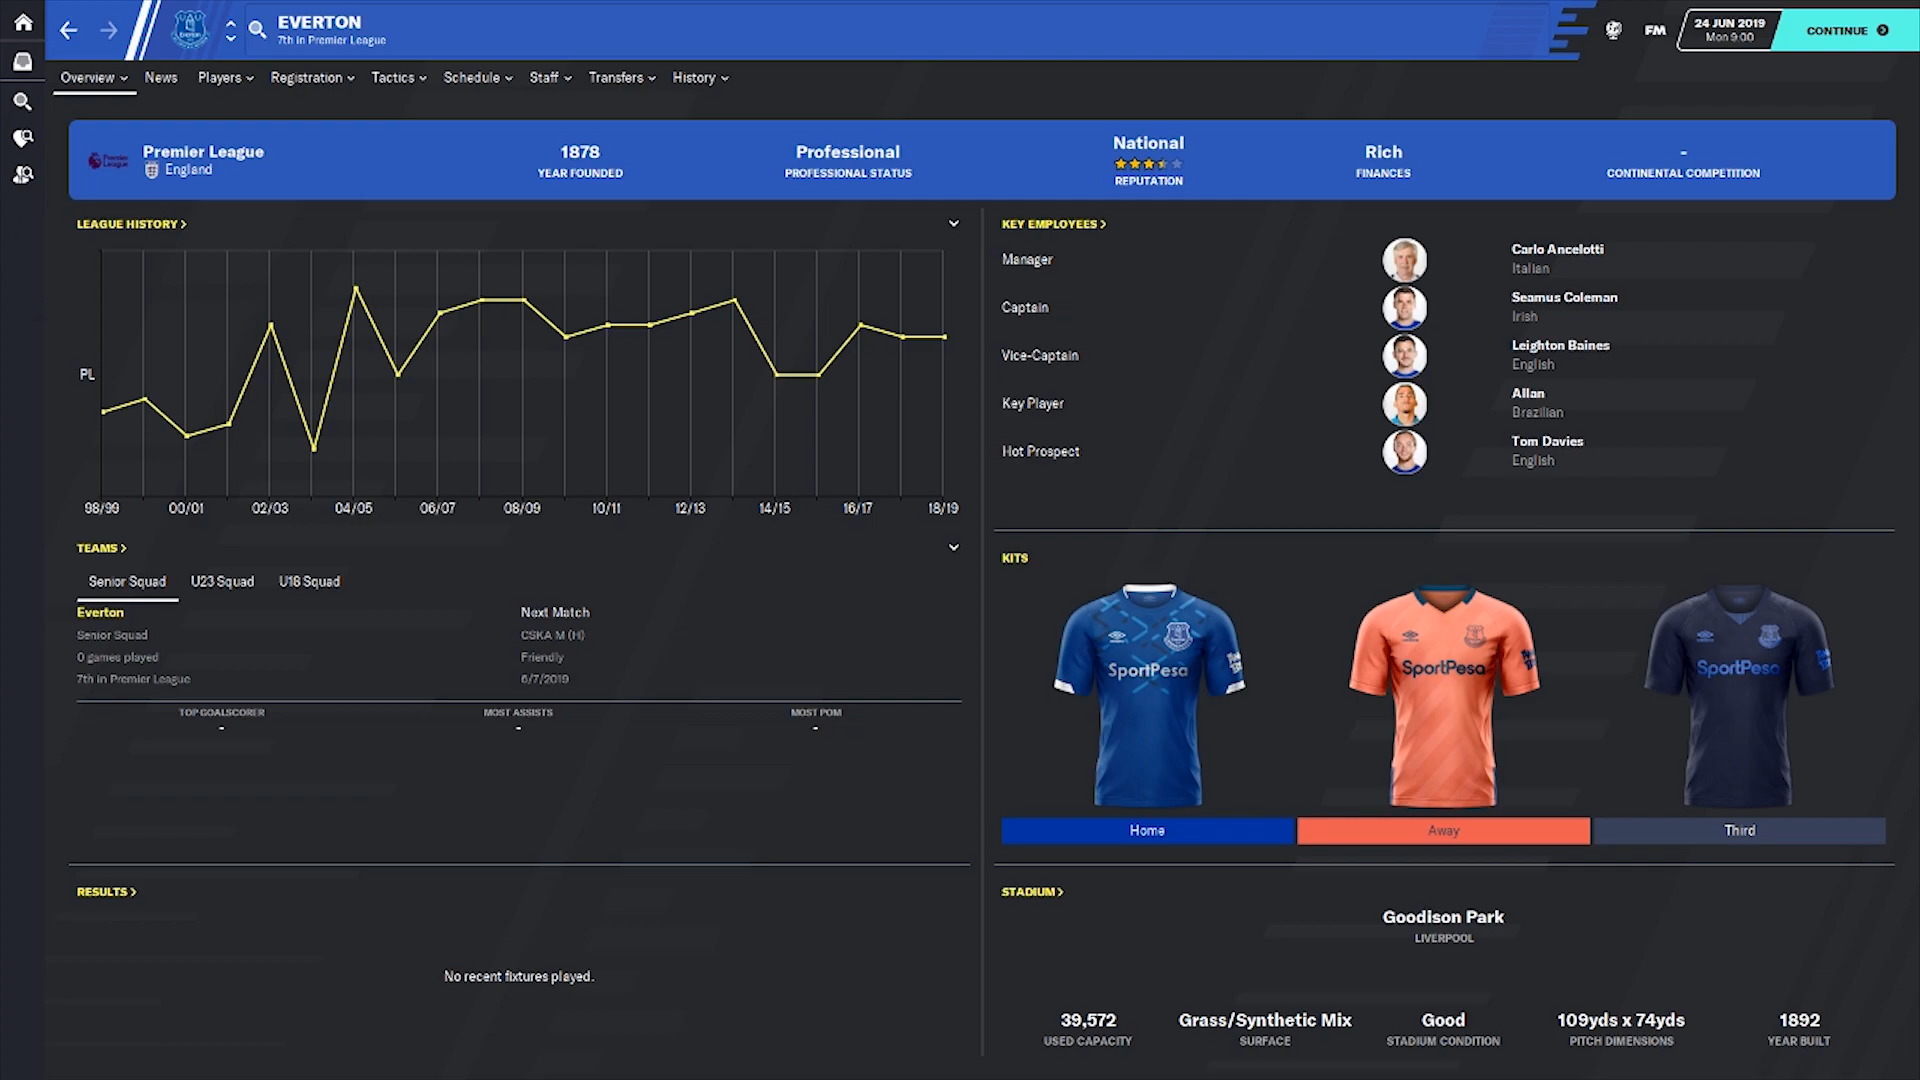 EVERTON
7th in Premier League
FM
24 JUN 2019
Mon 9:00
CONTINUE
Overview
News
Players
Registration
Tactics
Schedule
Staff
Transfers
History
Premier League
Premier League
England
1878
YEAR FOUNDED
Professional
PROFESSIONAL STATUS
National
REPUTATION
Rich
FINANCES
-
CONTINENTAL COMPETITION
LEAGUE HISTORY >
PL
98/99 00/01 02/03 04/05 06/07 08/09 10/11 12/13 14/15 16/17 18/19
TEAMS >
Senior Squad U23 Squad U18 Squad
Everton
Senior Squad
0 games played
7th in Premier League
Next Match
CSKA M (H)
Friendly
6/7/2019
TOP GOALSCORER
-
MOST ASSISTS
-
MOST POM
-
RESULTS >
No recent fixtures played.
KEY EMPLOYEES >
Manager
Carlo Ancelotti
Italian
Captain
Seamus Coleman
Irish
Vice-Captain
Leighton Baines
English
Key Player
Allan
Brazilian
Hot Prospect
Tom Davies
English
KITS
SportPesa
SportPesa
SportPesa
Home
Away
Third
STADIUM >
Goodison Park
LIVERPOOL
39,572
USED CAPACITY
Grass/Synthetic Mix
SURFACE
Good
STADIUM CONDITION
109yds x 74yds
PITCH DIMENSIONS
1892
YEAR BUILT